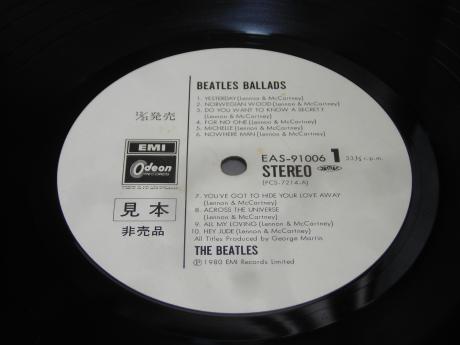 BEATLES BALLADS
1. YESTERDAY (Lennon & McCartney)
2. NORWEGIAN WOOD (Lennon & McCartney)
3. DO YOU WANT TO KNOW A SECRET?
(Lennon & McCartney)
4. FOR NO ONE (Lennon & McCartney)
5. MICHELLE (Lennon & McCartney)
6. NOWHERE MAN (Lennon & McCartney)
発売
EMI
Odeon
見本
非売品
EAS-91006 1 33⅓ r.p.m.
STEREO
(PCS-7214-A)
7. YOU'VE GOT TO HIDE YOUR LOVE AWAY
(Lennon & McCartney)
8. ACROSS THE UNIVERSE
(Lennon & McCartney)
9. ALL MY LOVING (Lennon & McCartney)
10. HEY JUDE (Lennon & McCartney)
All Titles Produced by George Martin
THE BEATLES
℗ 1980 EMI Records Limited